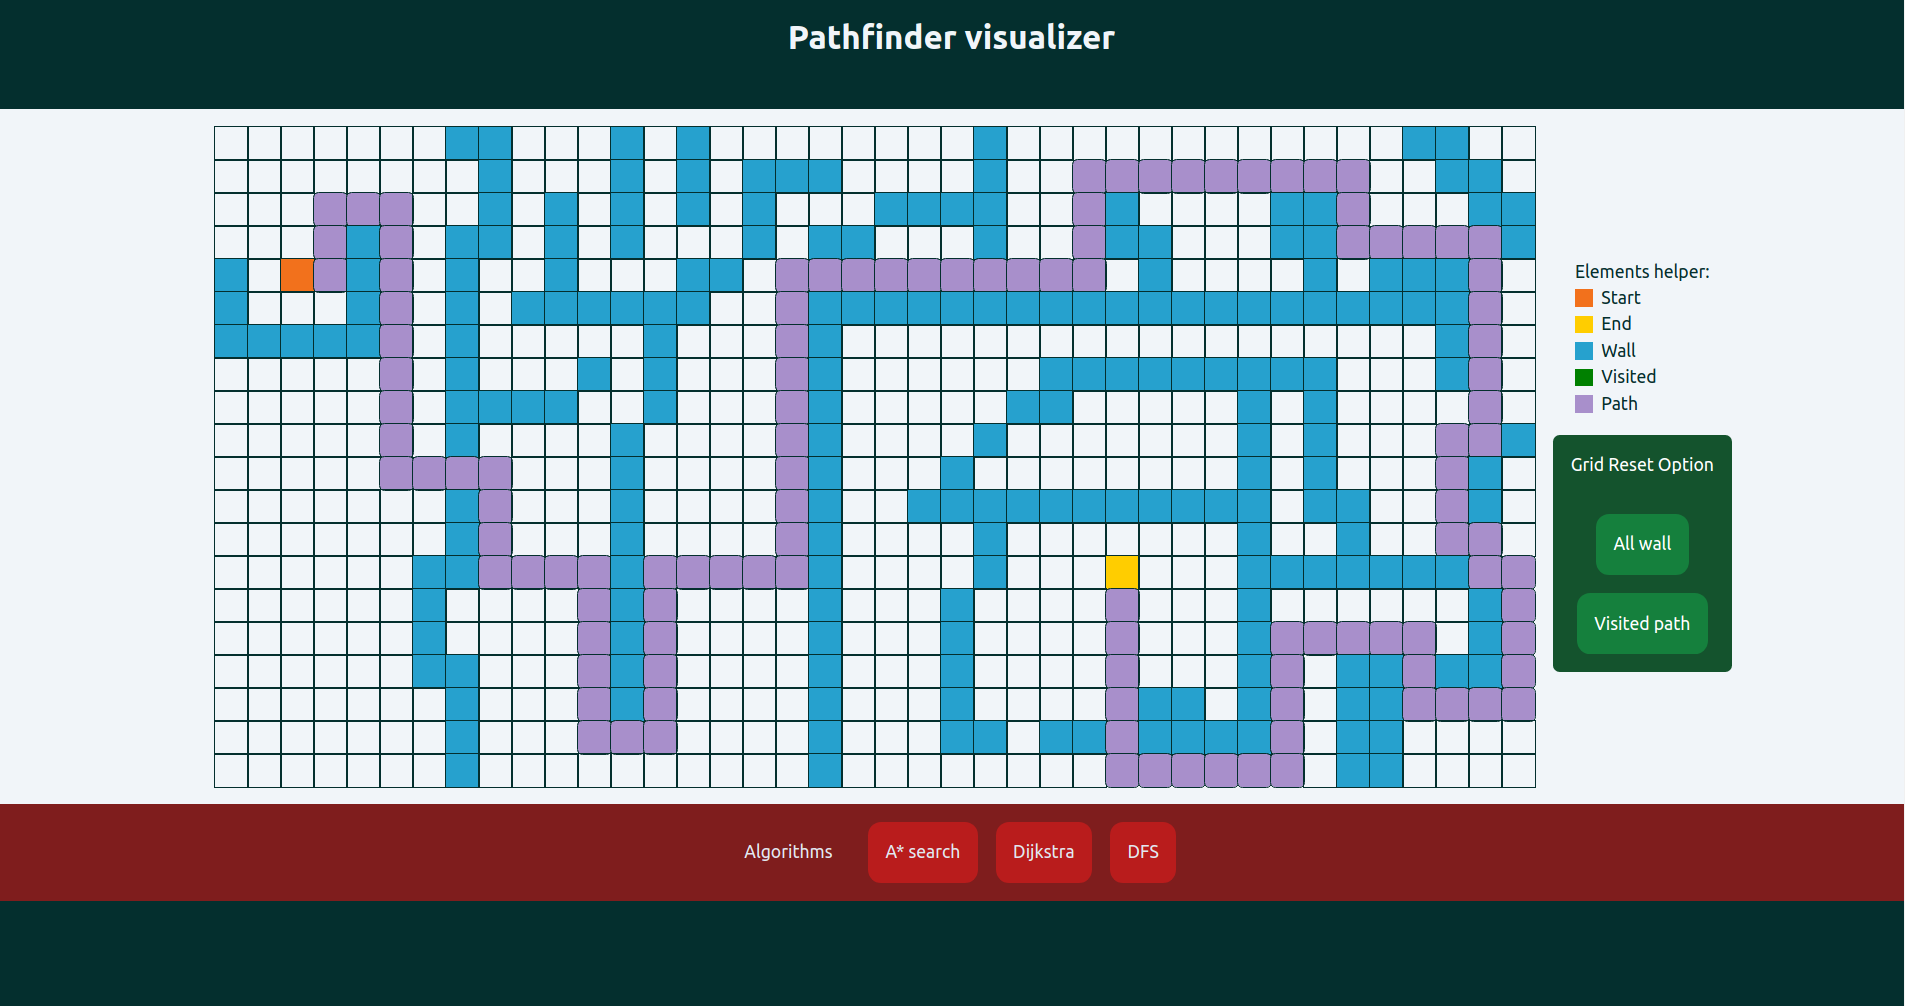 Pathfinder visualizer
Elements helper:
Start
End
Wall
Visited
Path
Grid Reset Option
All wall
Visited path
Algorithms
A* search
Dijkstra
DFS